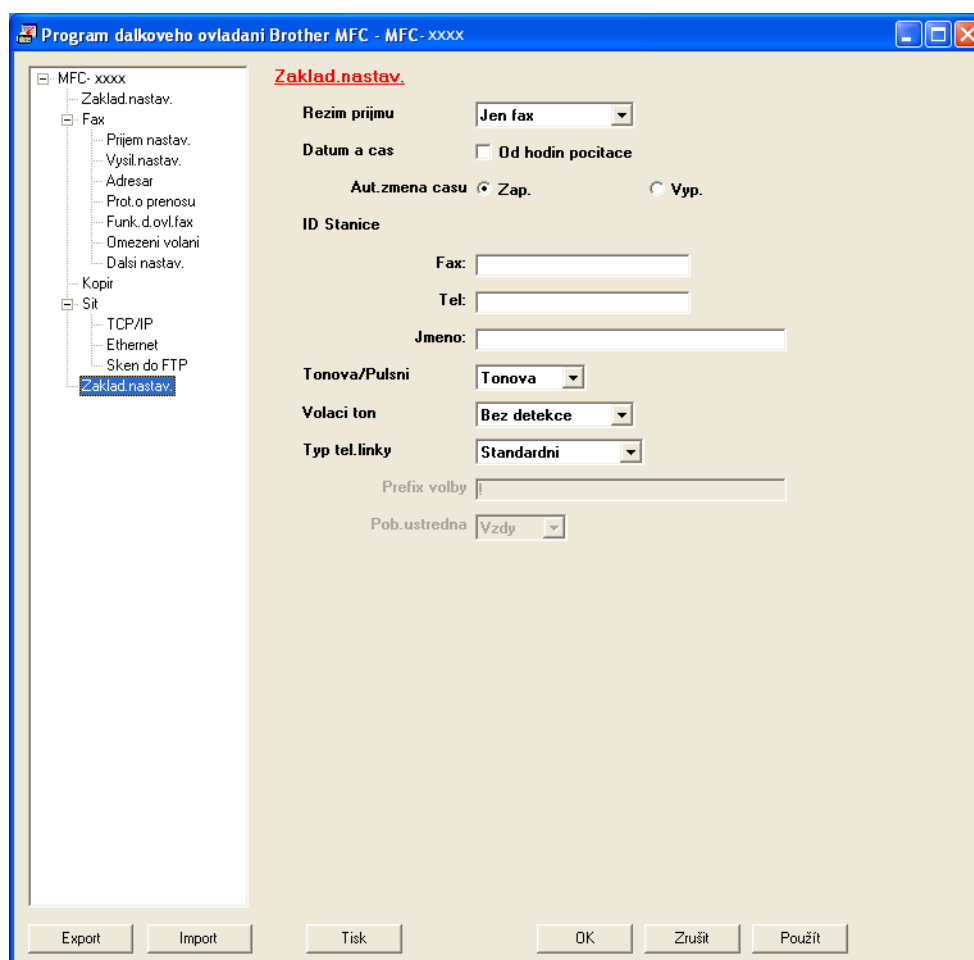 Program dalkoveho ovladani Brother MFC - MFC- xxxx
MFC- xxxx
Zaklad.nastav.
Fax
Prijem nastav.
Vysil.nastav.
Adresar
Prot.o prenosu
Funk.d.ovl.fax
Omezeni volani
Dalsi nastav.
Kopir
Sit
TCP/IP
Ethernet
Sken do FTP
Zaklad.nastav.
Zaklad.nastav.
Rezim prijmu Jen fax
Datum a cas Od hodin pocitace
Aut.zmena casu Zap. Vyp.
ID Stanice
Fax:
Tel:
Jmeno:
Tonova/Pulsni Tonova
Volaci ton Bez detekce
Typ tel.linky Standardni
Prefix volby !
Pob.ustredna Vzdy
Export Import Tisk OK Zrušit Použít